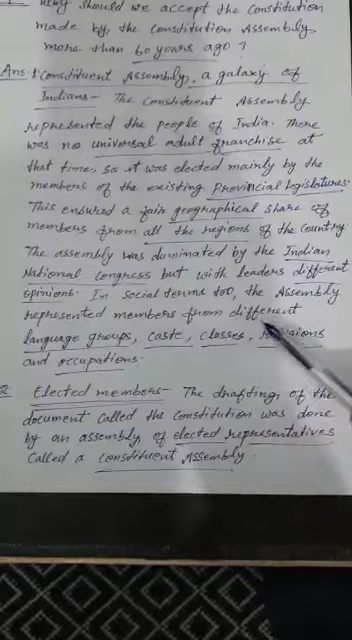 why should we accept the Constitution
made by the Constitution Assembly
more than 60 years ago?
Ans:1. Constituent Assembly, a galaxy of
Indians - The Constituent Assembly
represented the people of India. There
was no universal adult franchise at
that time, so it was elected mainly by the
members of the existing Provincial Legislatures.
This ensured a fair geographical share of
members from all the regions of the country.
The assembly was dominated by the Indian
National Congress but with leaders different
opinions. In social terms too, the Assembly
represented members from different
language groups, caste, classes, religions
and occupations.
2. Elected members - The drafting of the
document called the Constitution was done
by an assembly of elected representatives
called a constituent Assembly.